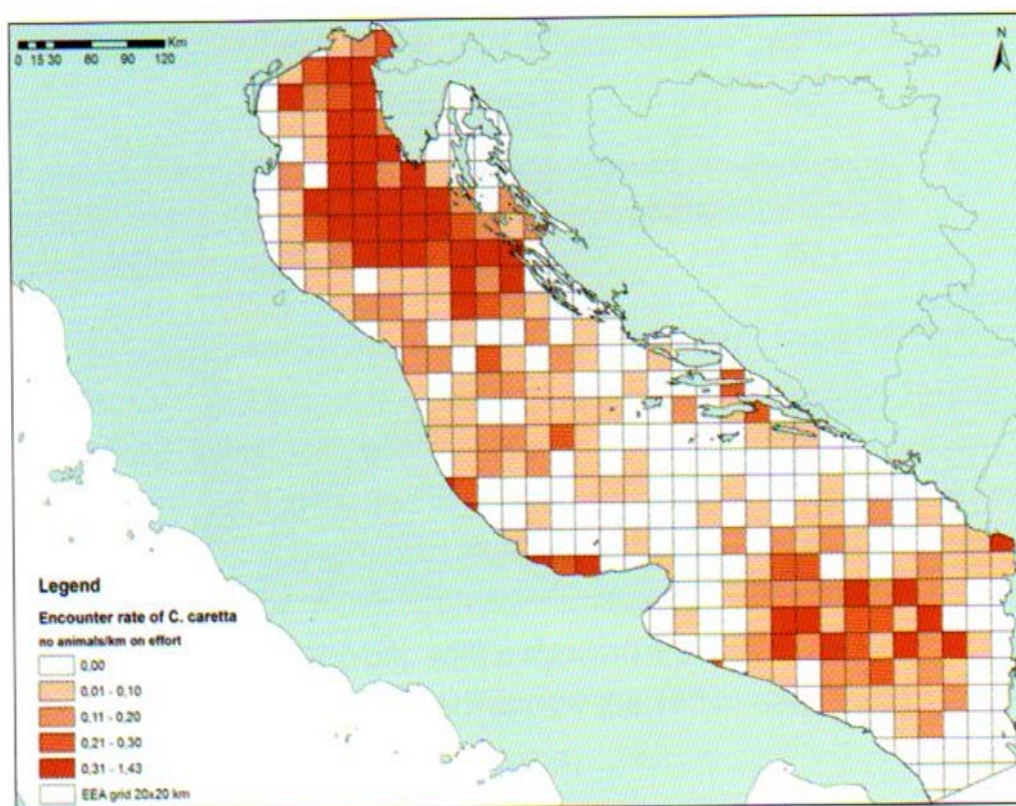 Km
0 15 30 60 90 120
N
Legend
Encounter rate of C. caretta
no animals/km on effort
0,00
0,01 - 0,10
0,11 - 0,20
0,21 - 0,30
0,31 - 1,43
EEA grid 20x20 km